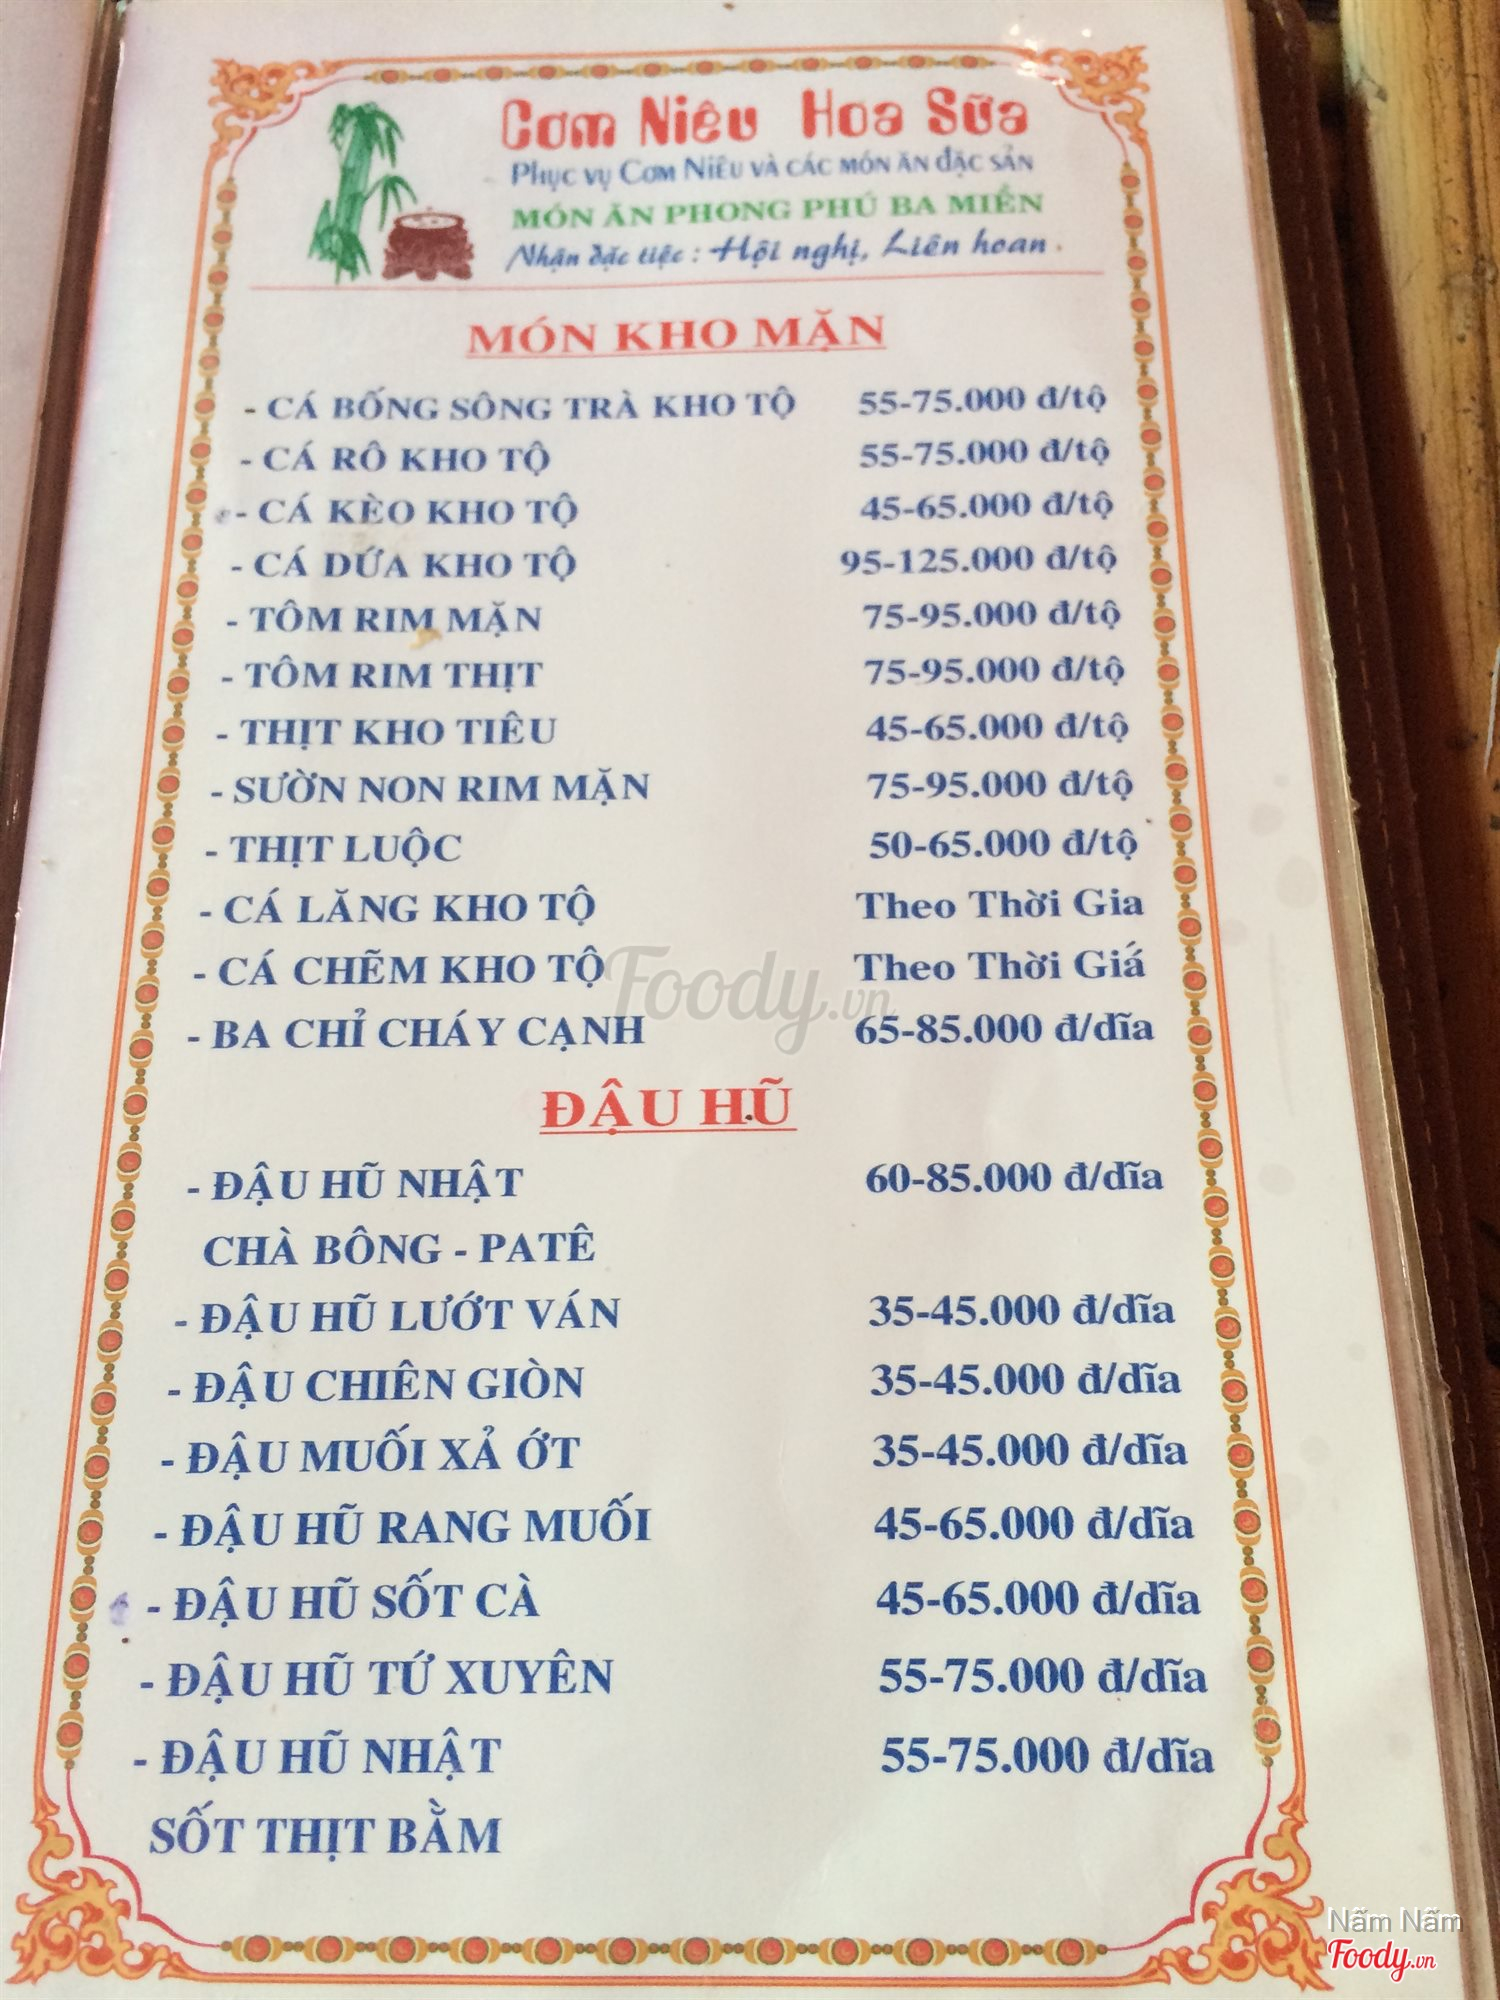 Cơm Niêu Hoa Sữa
Phục vụ Cơm Niêu và các món ăn đặc sản
MÓN ĂN PHONG PHÚ BA MIỀN
Nhận đặc tiệc : Hội nghị, Liên hoan .
MÓN KHO MẶN
- CÁ BỐNG SÔNG TRÀ KHO TỘ 55-75.000 đ/tộ
- CÁ RÔ KHO TỘ 55-75.000 đ/tộ
- CÁ KÈO KHO TỘ 45-65.000 đ/tộ
- CÁ DỨA KHO TỘ 95-125.000 đ/tộ
- TÔM RIM MẶN 75-95.000 đ/tộ
- TÔM RIM THỊT 75-95.000 đ/tộ
- THỊT KHO TIÊU 45-65.000 đ/tộ
- SƯỜN NON RIM MẶN 75-95.000 đ/tộ
- THỊT LUỘC 50-65.000 đ/tộ
- CÁ LĂNG KHO TỘ Theo Thời Gia
- CÁ CHẼM KHO TỘ Theo Thời Giá
- BA CHỈ CHÁY CẠNH 65-85.000 đ/dĩa
Foody.vn
ĐẬU HŨ
- ĐẬU HŨ NHẬT 60-85.000 đ/dĩa
CHÀ BÔNG - PATÊ
- ĐẬU HŨ LƯỚT VÁN 35-45.000 đ/dĩa
- ĐẬU CHIÊN GIÒN 35-45.000 đ/dĩa
- ĐẬU MUỐI XẢ ỚT 35-45.000 đ/dĩa
- ĐẬU HŨ RANG MUỐI 45-65.000 đ/dĩa
- ĐẬU HŨ SỐT CÀ 45-65.000 đ/dĩa
- ĐẬU HŨ TỨ XUYÊN 55-75.000 đ/dĩa
- ĐẬU HŨ NHẬT 55-75.000 đ/dĩa
SỐT THỊT BẰM
Nấm Nấm
Foody.vn